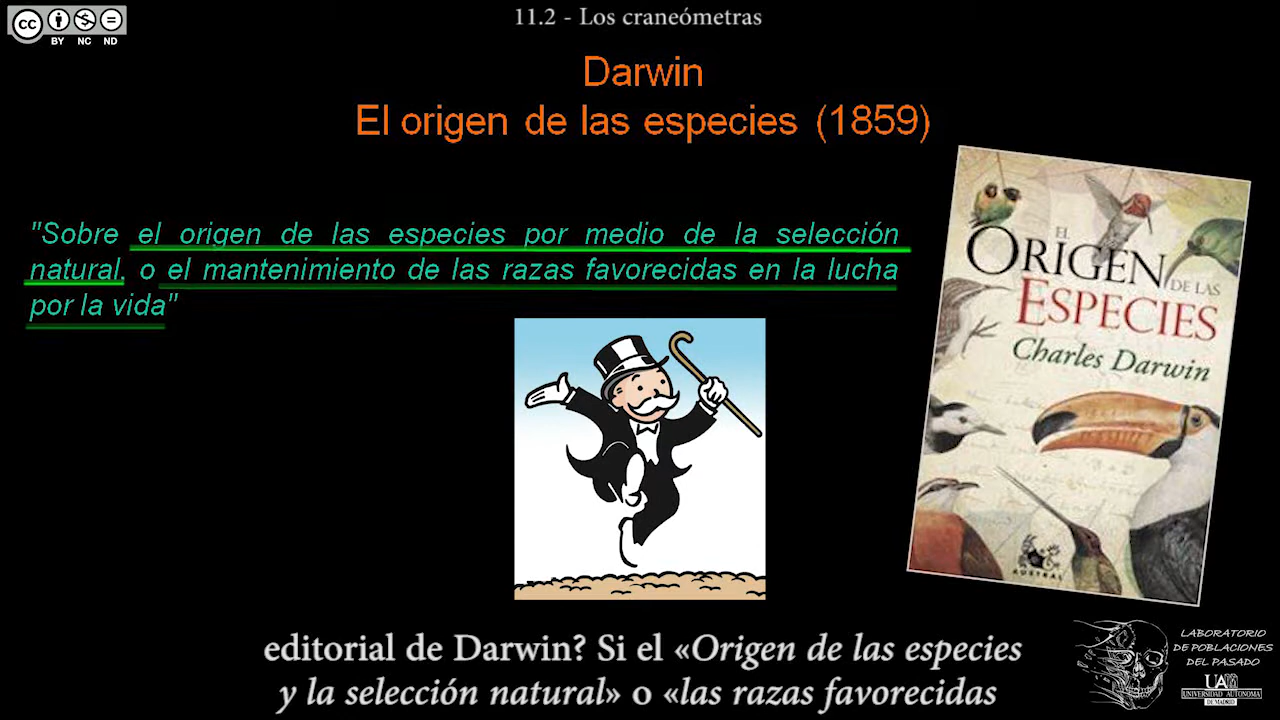 cc
BY NC ND
11.2 - Los craneómetras
Darwin
El origen de las especies (1859)
"Sobre el origen de las especies por medio de la selección
natural, o el mantenimiento de las razas favorecidas en la lucha
por la vida"
EL
ORIGEN
DE LAS
ESPECIES
Charles Darwin
AUSTRAL
editorial de Darwin? Si el «Origen de las especies
y la selección natural» o «las razas favorecidas
LABORATORIO
DE POBLACIONES
DEL PASADO
UAM
UNIVERSIDAD AUTONOMA
DE MADRID